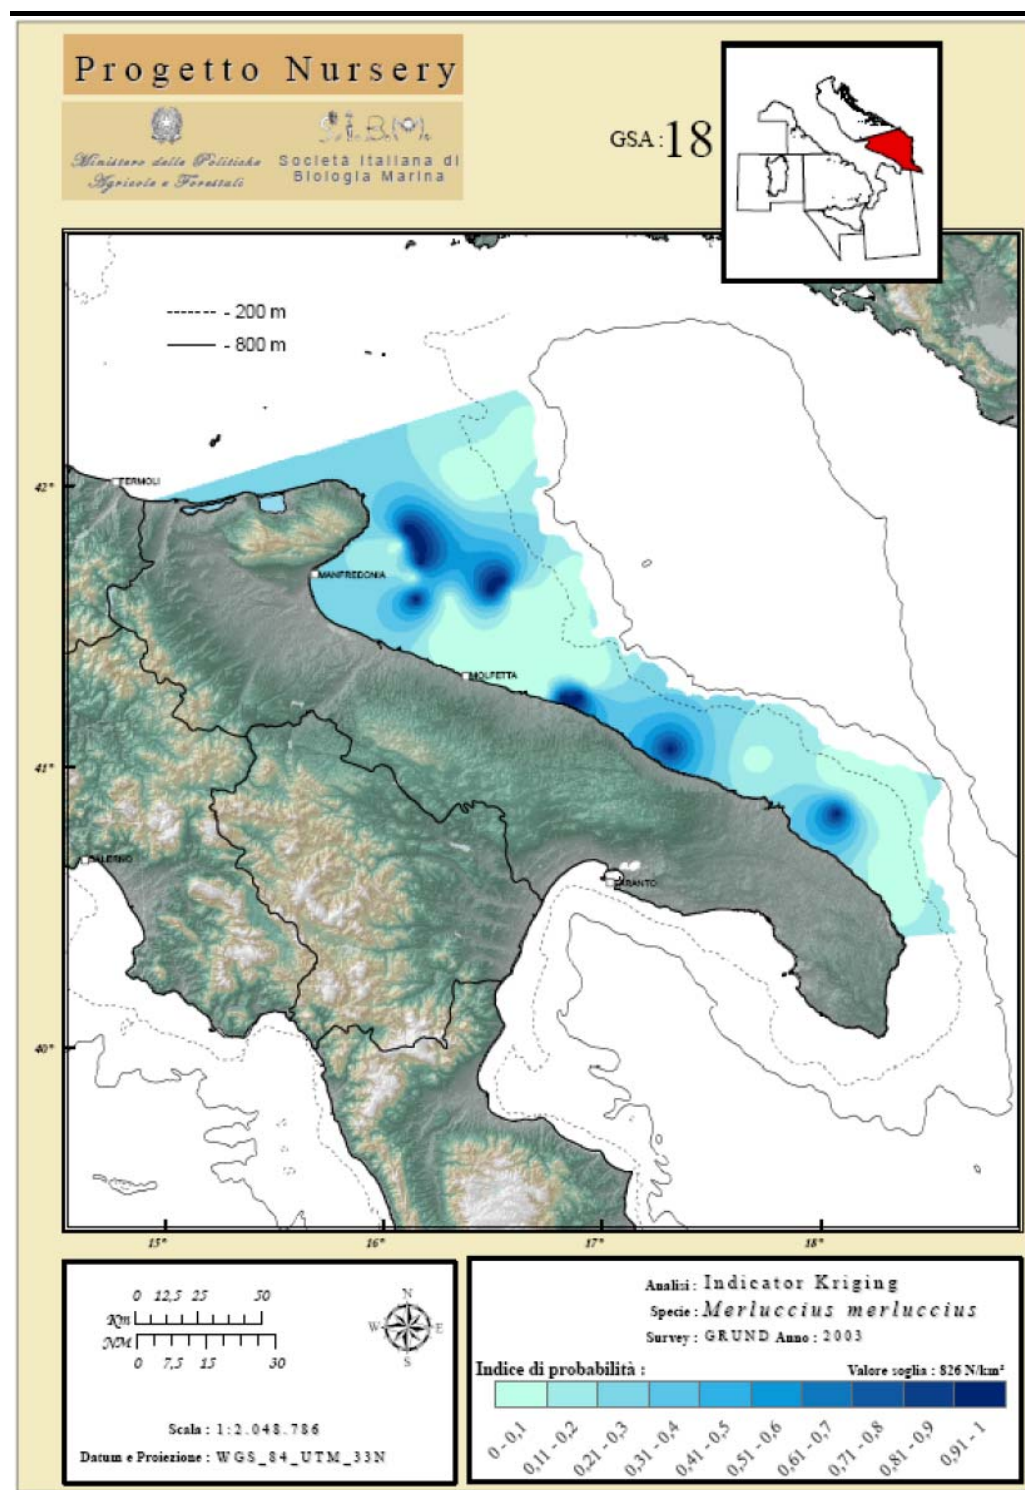 Progetto Nursery
Ministero delle Politiche
Agricole e Forestali
S.I.B.M.
Società Italiana di
Biologia Marina
GSA : 18
- 200 m
- 800 m
TERMOLI
MANFREDONIA
MOLFETTA
SALERNO
TARANTO
42°
41°
40°
15°
16°
17°
18°
0 12,5 25 50
Km
NM
0 7,5 15 30
N
W E
S
Scala : 1:2.048.786
Datum e Proiezione : WGS_84_UTM_33N
Analisi : Indicator Kriging
Specie : Merluccius merluccius
Survey : GRUND Anno : 2003
Indice di probabilità :
Valore soglia : 826 N/km²
0 - 0,1
0,11 - 0,2
0,21 - 0,3
0,31 - 0,4
0,41 - 0,5
0,51 - 0,6
0,61 - 0,7
0,71 - 0,8
0,81 - 0,9
0,91 - 1